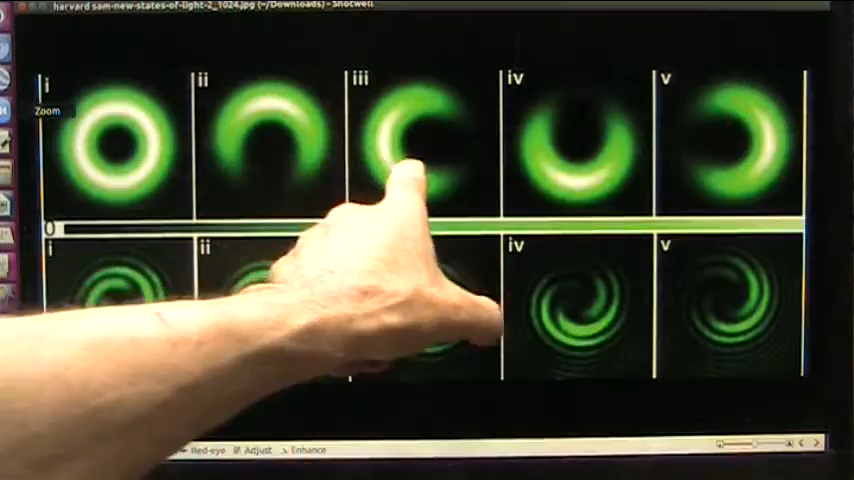 harvard sam-new-states-of-light-2_1024.jpg (~/Downloads) - Shotwell
i ii iii iv v
Zoom
0
i ii iv v
Red-eye Adjust Enhance